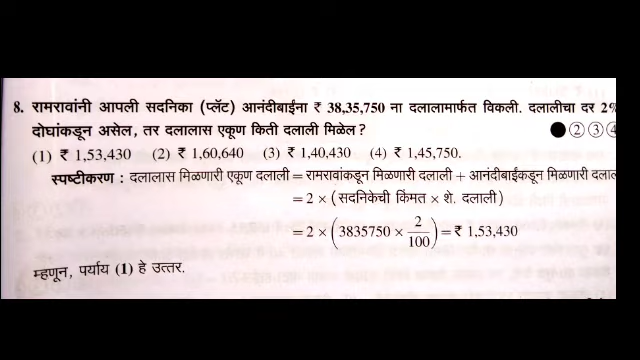 8. रामरावांनी आपली सदनिका (प्लॅट) आनंदीबाईंना ₹ 38,35,750 ना दलालामार्फत विकली. दलालीचा दर 2%
दोघांकडून असेल, तर दलालास एकूण किती दलाली मिळेल ? ● ② ③ ④
(1) ₹ 1,53,430 (2) ₹ 1,60,640 (3) ₹ 1,40,430 (4) ₹ 1,45,750.
स्पष्टीकरण : दलालास मिळणारी एकूण दलाली = रामरावांकडून मिळणारी दलाली + आनंदीबाईकडून मिळणारी
= 2 × (सदनिकेची किंमत × शे. दलाली)
= 2 × (3835750 × 2/100) = ₹ 1,53,430
म्हणून, पर्याय (1) हे उत्तर.